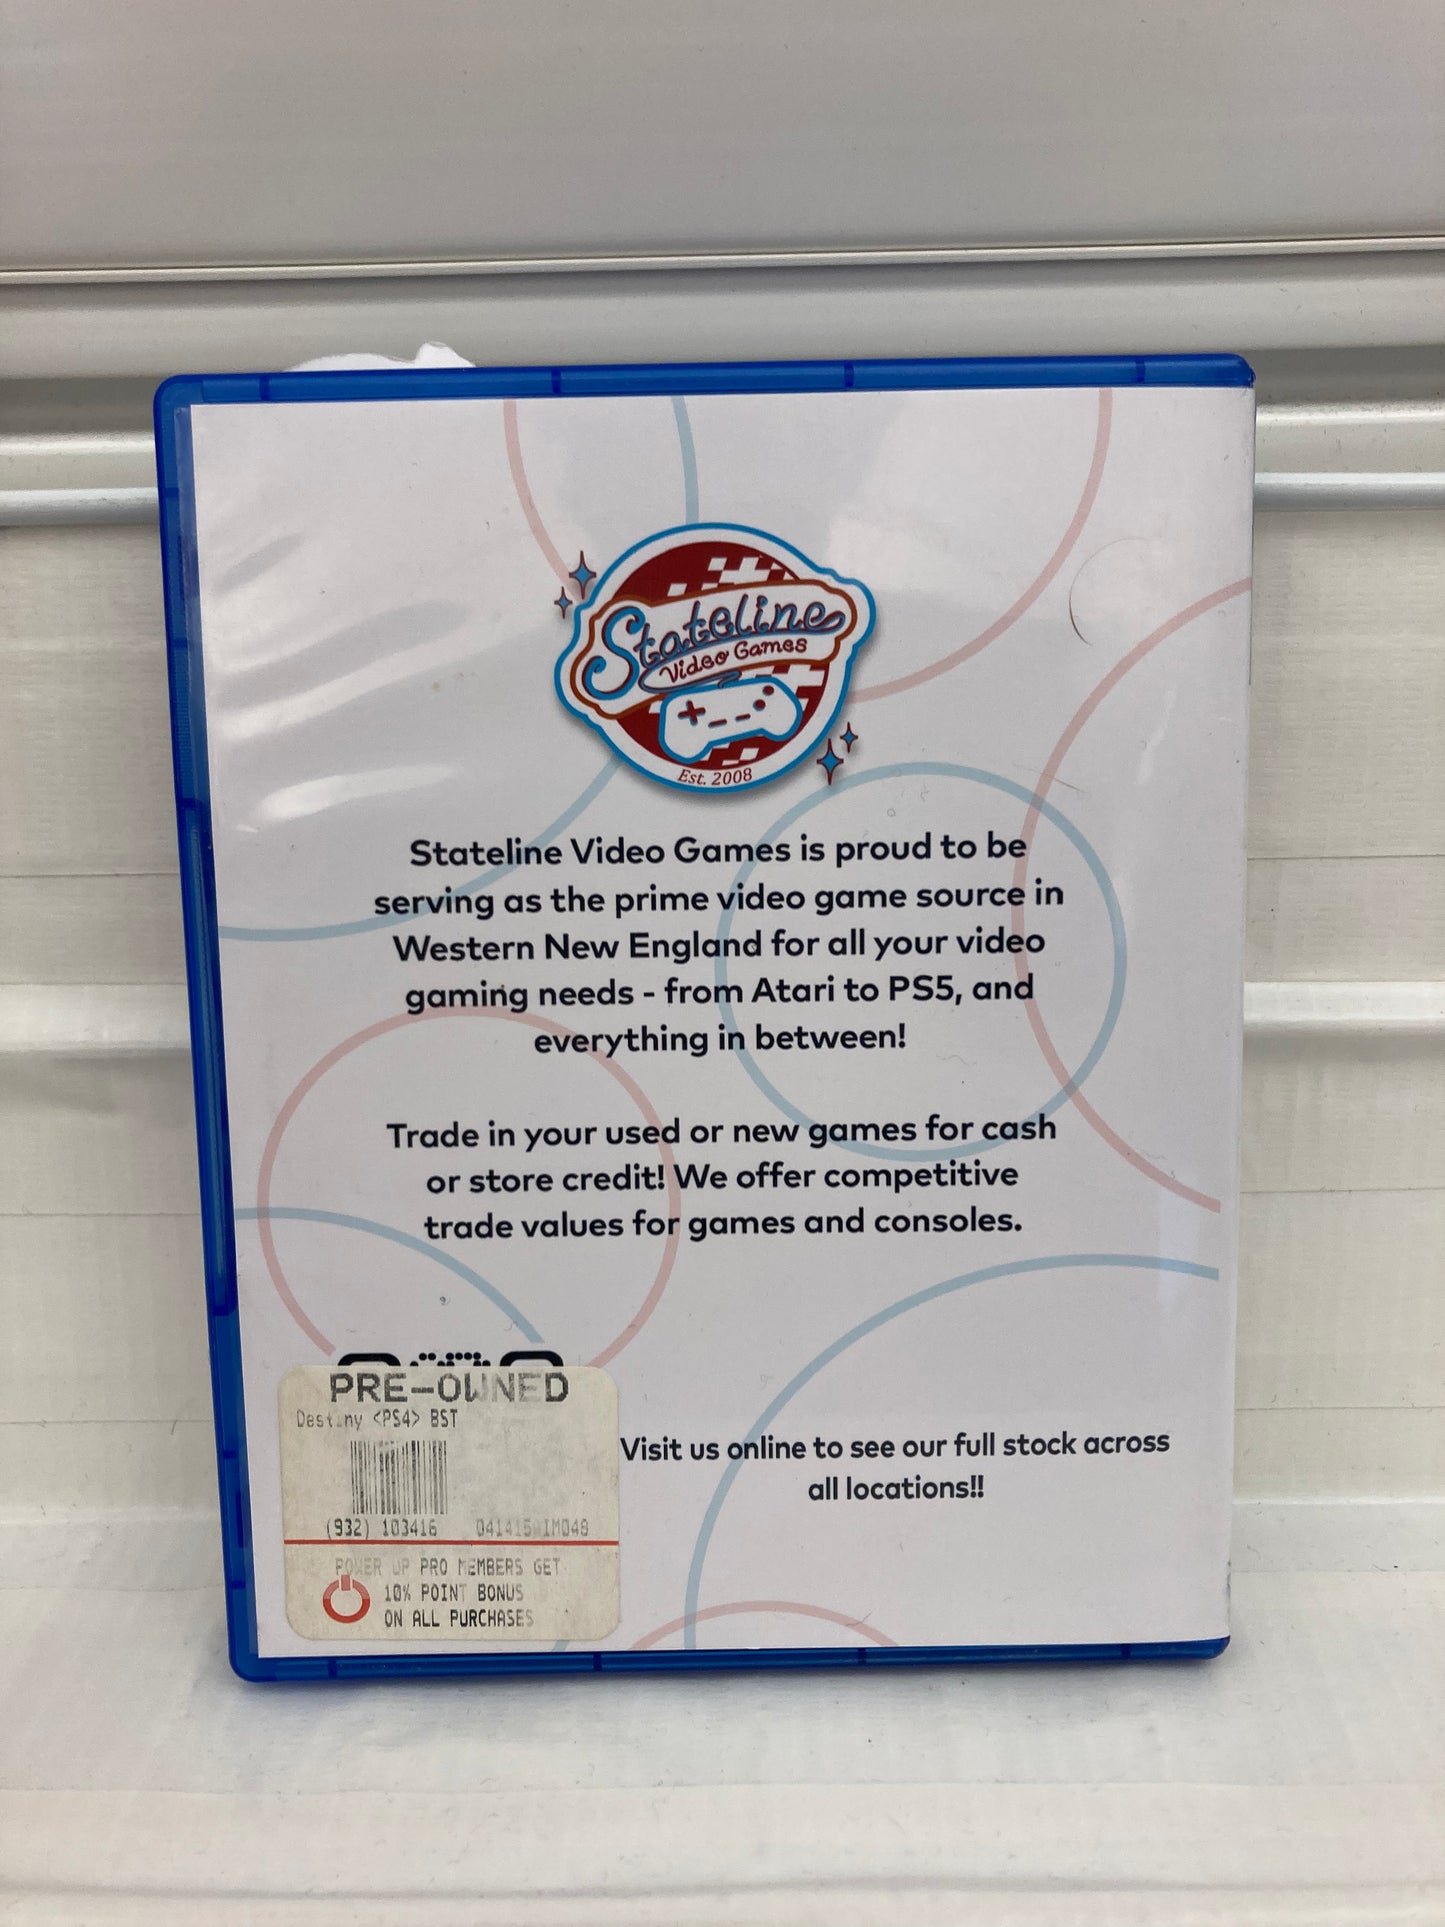 Stateline
Video Games
Est. 2008
Stateline Video Games is proud to be
serving as the prime video game source in
Western New England for all your video
gaming needs - from Atari to PS5, and
everything in between!
Trade in your used or new games for cash
or store credit! We offer competitive
trade values for games and consoles.
PRE-OWNED
Destiny <PS4> BST
(932) 103416
POWER UP PRO MEMBERS GET
10% POINT BONUS
ON ALL PURCHASES
Visit us online to see our full stock across
all locations!!